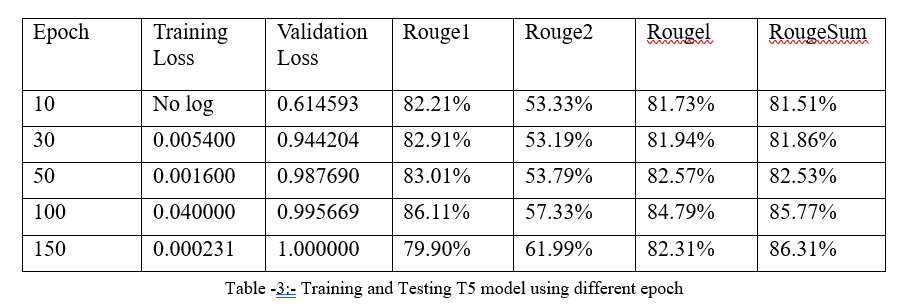 Epoch Training Loss Validation Loss Rouge1 Rouge2 Rougel RougeSum
10 No log 0.614593 82.21% 53.33% 81.73% 81.51%
30 0.005400 0.944204 82.91% 53.19% 81.94% 81.86%
50 0.001600 0.987690 83.01% 53.79% 82.57% 82.53%
100 0.040000 0.995669 86.11% 57.33% 84.79% 85.77%
150 0.000231 1.000000 79.90% 61.99% 82.31% 86.31%
Table -3:- Training and Testing T5 model using different epoch